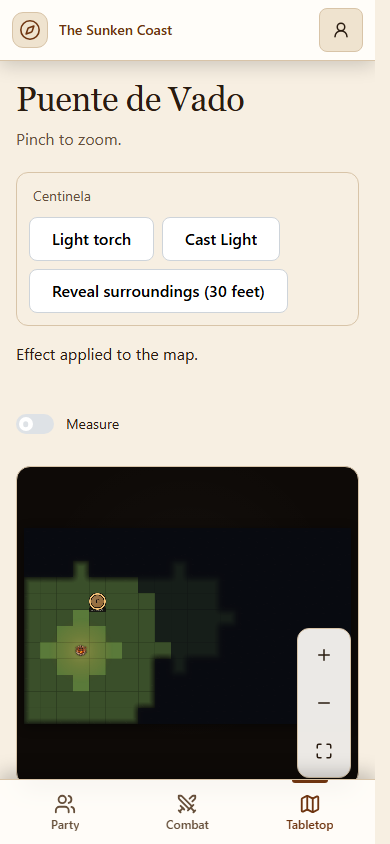 The Sunken Coast
Puente de Vado
Pinch to zoom.
Centinela
Light torch
Cast Light
Reveal surroundings (30 feet)
Effect applied to the map.
Measure
Party
Combat
Tabletop